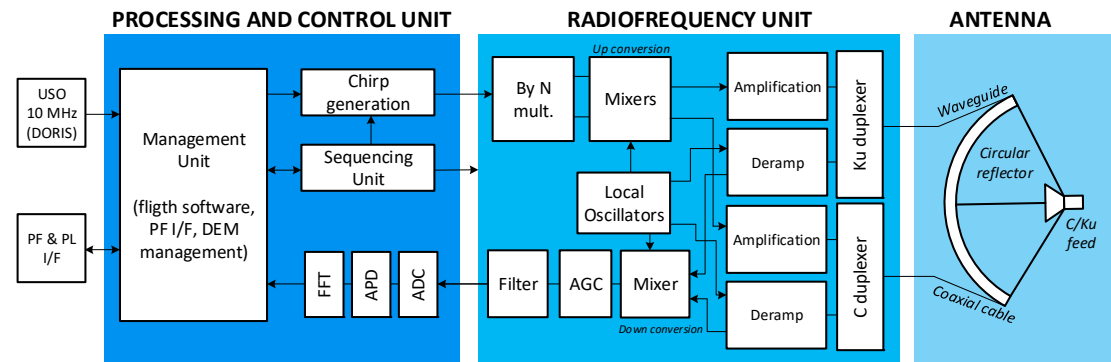 PROCESSING AND CONTROL UNIT
RADIOFREQUENCY UNIT
ANTENNA
USO
10 MHz
(DORIS)
PF & PL
I/F
Management
Unit
(fligth software,
PF I/F, DEM
management)
Chirp
generation
Sequencing
Unit
FFT
APD
ADC
By N
mult.
Up conversion
Mixers
Local
Oscillators
Filter
AGC
Mixer
Down conversion
Amplification
Deramp
Amplification
Deramp
Ku duplexer
C duplexer
Waveguide
Circular
reflector
C/Ku
feed
Coaxial cable